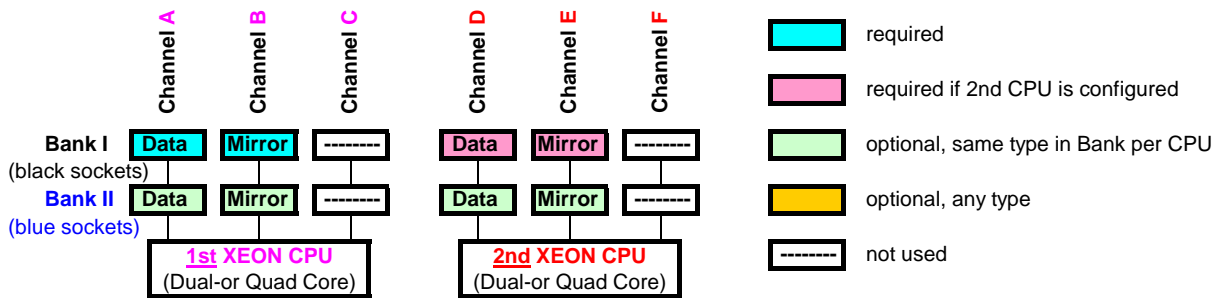 Channel A
Channel B
Channel C
Channel D
Channel E
Channel F
Bank I
(black sockets)
Data
Mirror
--------
Data
Mirror
--------
Bank II
(blue sockets)
Data
Mirror
--------
Data
Mirror
--------
1st XEON CPU
(Dual-or Quad Core)
2nd XEON CPU
(Dual-or Quad Core)
required
required if 2nd CPU is configured
optional, same type in Bank per CPU
optional, any type
-------- not used